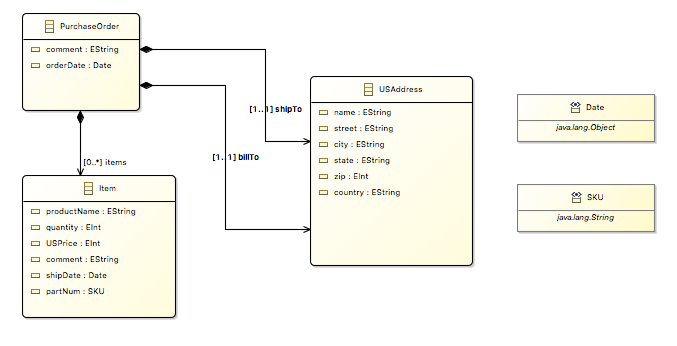 PurchaseOrder
comment : EString
orderDate : Date
[1..1] shipTo
[1..1] billTo
[0..*] items
Item
productName : EString
quantity : EInt
USPrice : EInt
comment : EString
shipDate : Date
partNum : SKU
USAddress
name : EString
street : EString
city : EString
state : EString
zip : EInt
country : EString
Date
java.lang.Object
SKU
java.lang.String